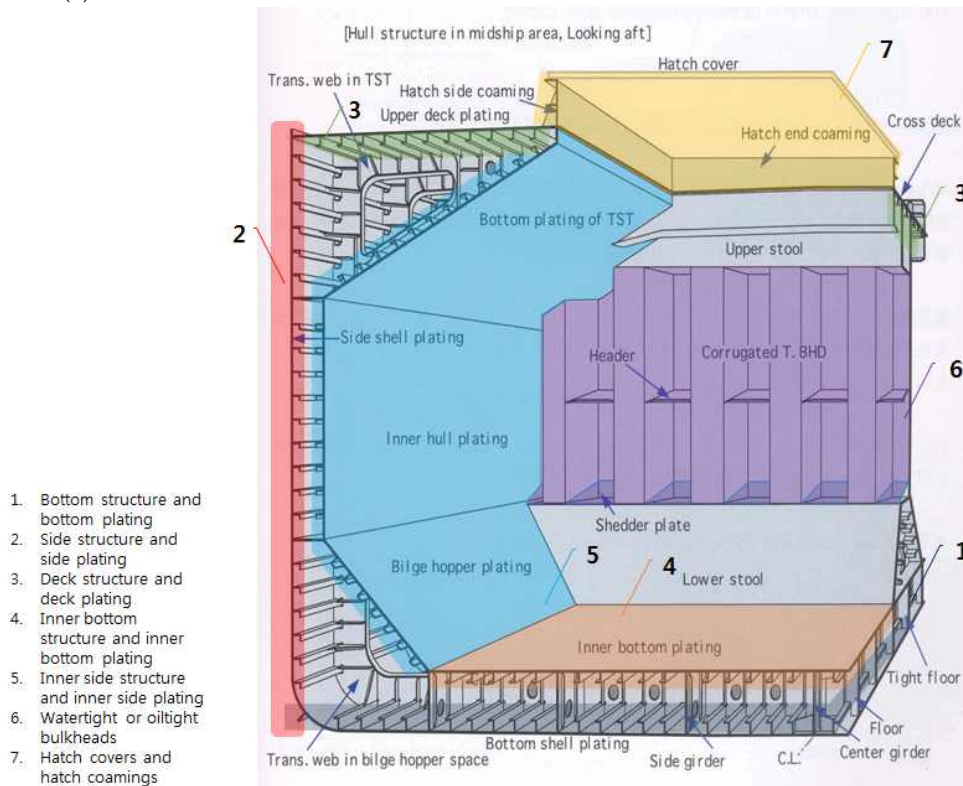 [Hull structure in midship area, Looking aft]
7
Hatch cover
Trans. web in TST
Hatch side coaming
3
Upper deck plating
Cross deck
Hatch end coaming
3
Bottom plating of TST
2
Upper stool
Side shell plating
Header
Corrugated T. BHD
6
Inner hull plating
Shedder plate
1. Bottom structure and
bottom plating
2. Side structure and
side plating
3. Deck structure and
deck plating
4. Inner bottom
structure and inner
bottom plating
5. Inner side structure
and inner side plating
6. Watertight or oiltight
bulkheads
7. Hatch covers and
hatch coamings
5
4
1
Bilge hopper plating
Lower stool
Inner bottom plating
Tight floor
Floor
Bottom shell plating
Center girder
Trans. web in bilge hopper space
Side girder
C.L.